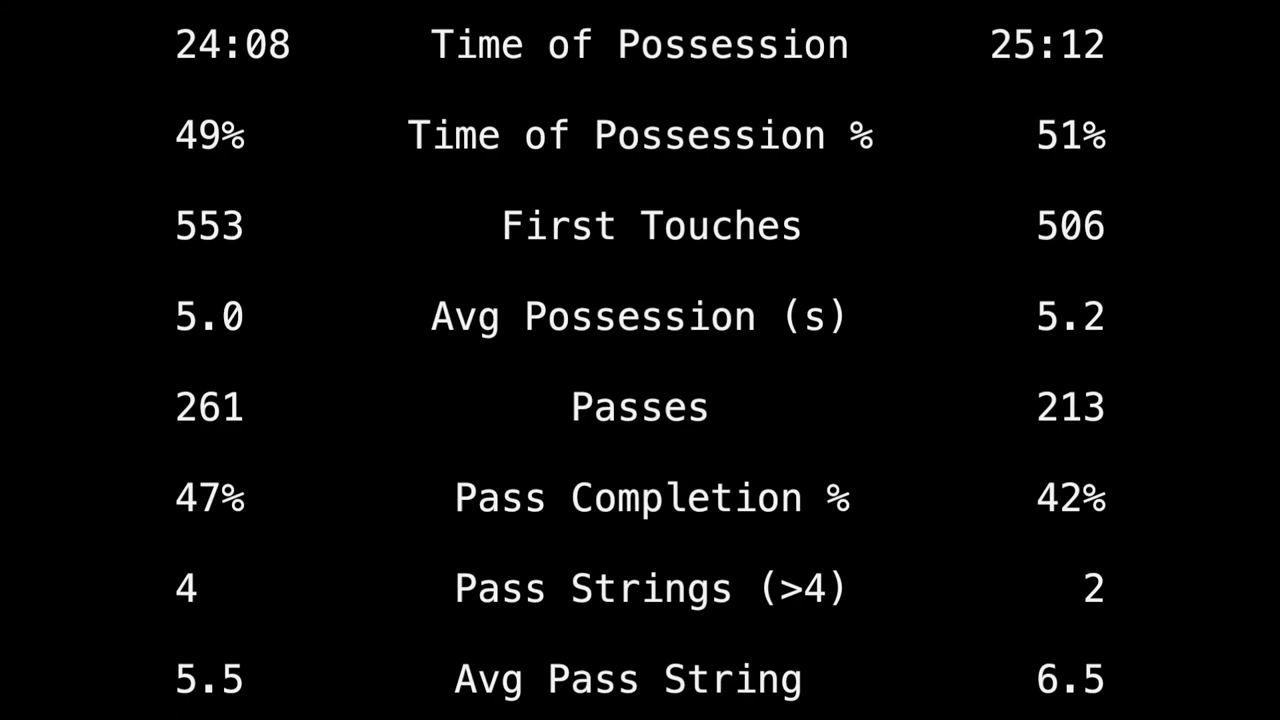 24:08 Time of Possession 25:12
49% Time of Possession % 51%
553 First Touches 506
5.0 Avg Possession (s) 5.2
261 Passes 213
47% Pass Completion % 42%
4 Pass Strings (>4) 2
5.5 Avg Pass String 6.5